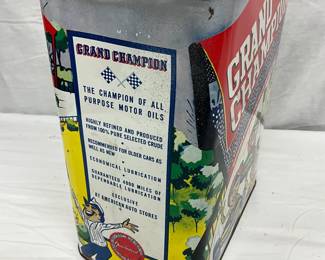 GRAND CHAMPION
THE CHAMPION OF ALL
PURPOSE MOTOR OILS
HIGHLY REFINED AND PRODUCED
FROM 100% PURE SELECTED CRUDE
RECOMMENDED FOR OLDER CARS AS
WELL AS NEW
ECONOMICAL LUBRICATION
GUARANTEED 4000 MILES OF
DEPENDABLE LUBRICATION
EXCLUSIVE
BY AMERICAN AUTO STORES
GRAND
CHAMPION